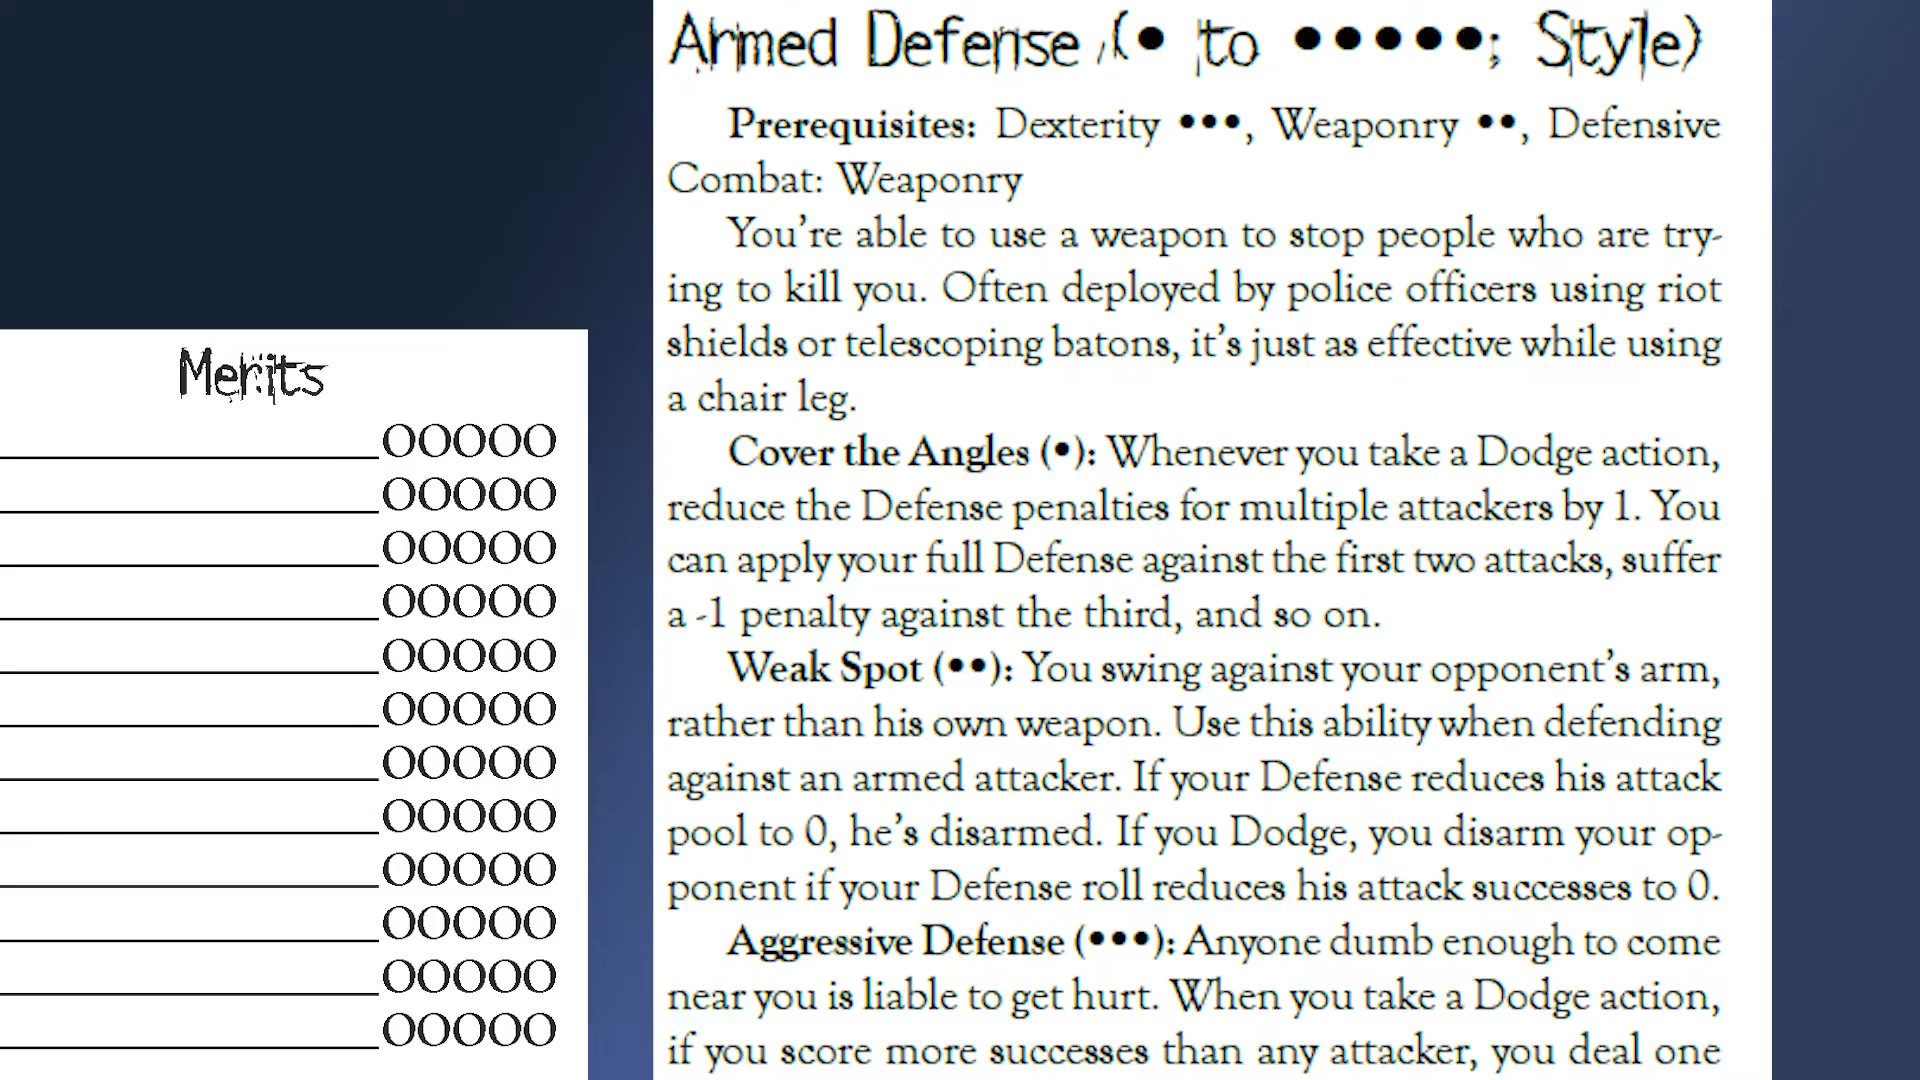 Merits
OOOOO
OOOOO
OOOOO
OOOOO
OOOOO
OOOOO
OOOOO
OOOOO
OOOOO
OOOOO
OOOOO
OOOOO
Armed Defense (• to •••••; Style)
Prerequisites: Dexterity •••, Weaponry ••, Defensive
Combat: Weaponry
You’re able to use a weapon to stop people who are try-
ing to kill you. Often deployed by police officers using riot
shields or telescoping batons, it’s just as effective while using
a chair leg.
Cover the Angles (•): Whenever you take a Dodge action,
reduce the Defense penalties for multiple attackers by 1. You
can apply your full Defense against the first two attacks, suffer
a -1 penalty against the third, and so on.
Weak Spot (••): You swing against your opponent’s arm,
rather than his own weapon. Use this ability when defending
against an armed attacker. If your Defense reduces his attack
pool to 0, he’s disarmed. If you Dodge, you disarm your op-
ponent if your Defense roll reduces his attack successes to 0.
Aggressive Defense (•••): Anyone dumb enough to come
near you is liable to get hurt. When you take a Dodge action,
if you score more successes than any attacker, you deal one